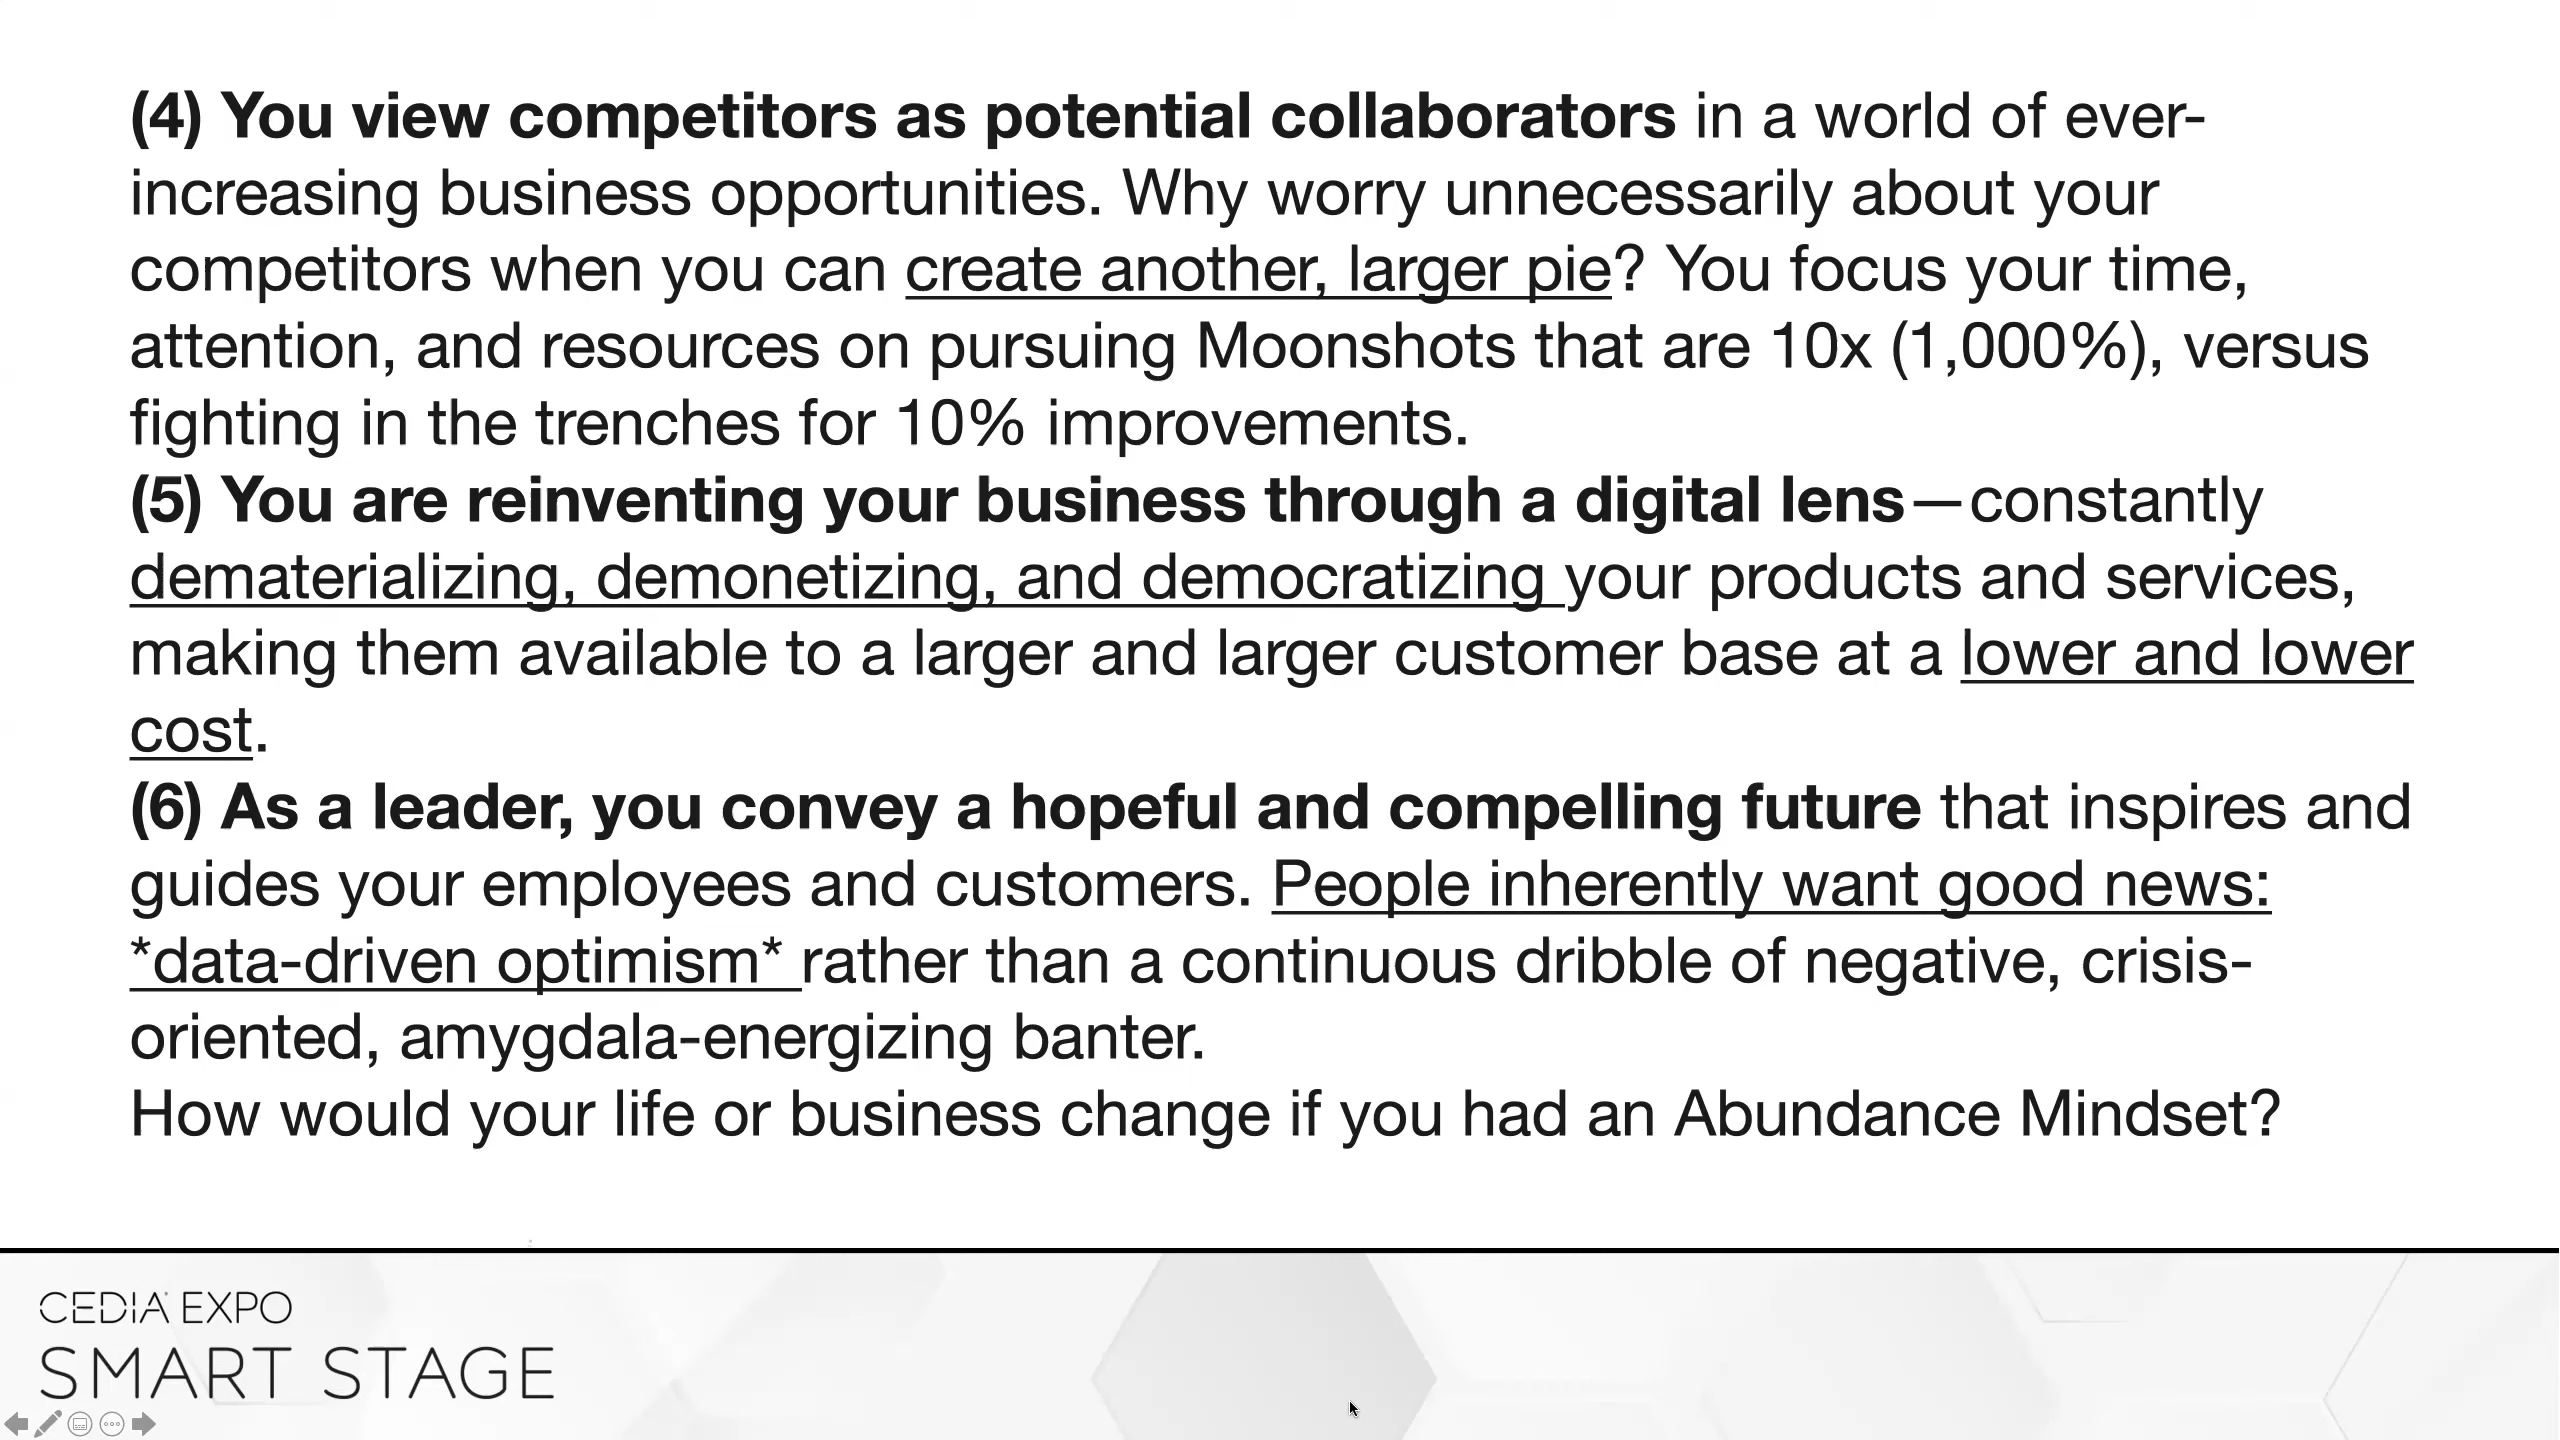 (4) You view competitors as potential collaborators in a world of ever-
increasing business opportunities. Why worry unnecessarily about your
competitors when you can create another, larger pie? You focus your time,
attention, and resources on pursuing Moonshots that are 10x (1,000%), versus
fighting in the trenches for 10% improvements.
(5) You are reinventing your business through a digital lens—constantly
dematerializing, demonetizing, and democratizing your products and services,
making them available to a larger and larger customer base at a lower and lower
cost.
(6) As a leader, you convey a hopeful and compelling future that inspires and
guides your employees and customers. People inherently want good news:
*data-driven optimism* rather than a continuous dribble of negative, crisis-
oriented, amygdala-energizing banter.
How would your life or business change if you had an Abundance Mindset?
CEDIA EXPO
SMART STAGE